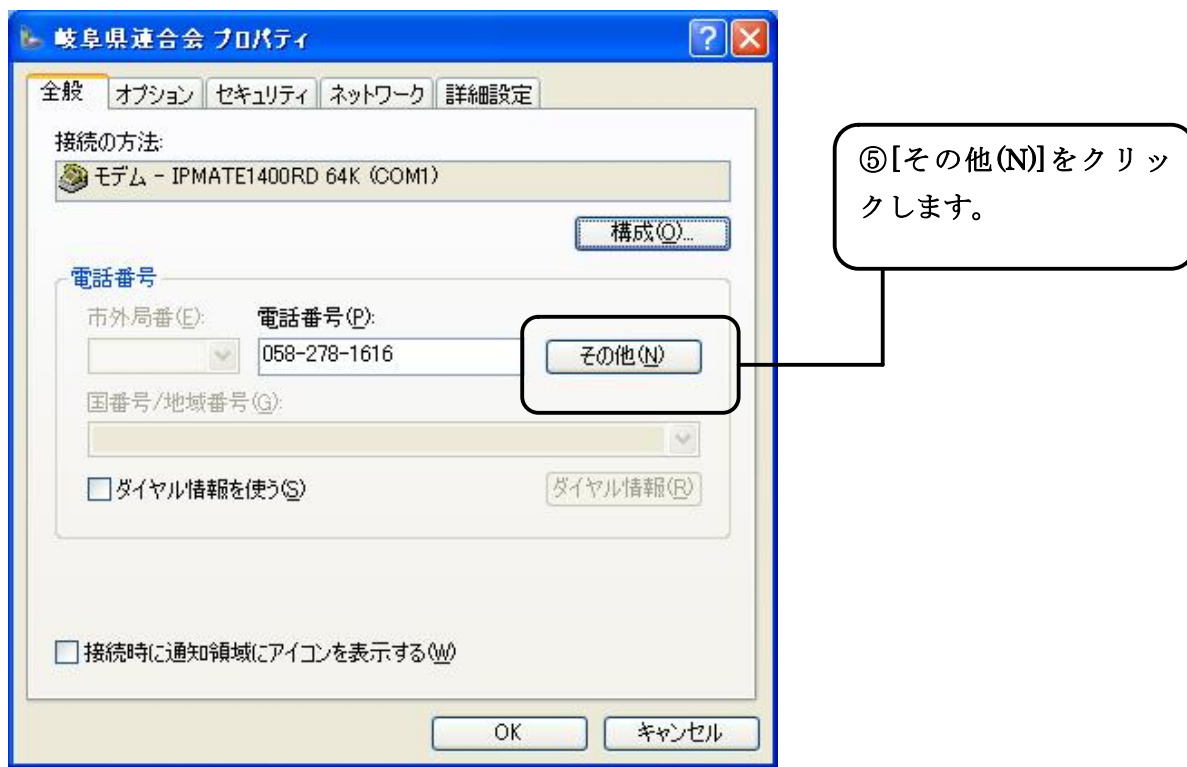 岐阜県連合会 プロパティ
全般 オプション セキュリティ ネットワーク 詳細設定
接続の方法:
モデム - IPMATE1400RD 64K (COM1)
構成(O)...
電話番号
市外局番(E): 電話番号(P):
058-278-1616 その他(N)
国番号/地域番号(G):
ダイヤル情報を使う(S) ダイヤル情報(R)
接続時に通知領域にアイコンを表示する(W)
OK キャンセル
⑤[その他(N)]をクリッ
クします。